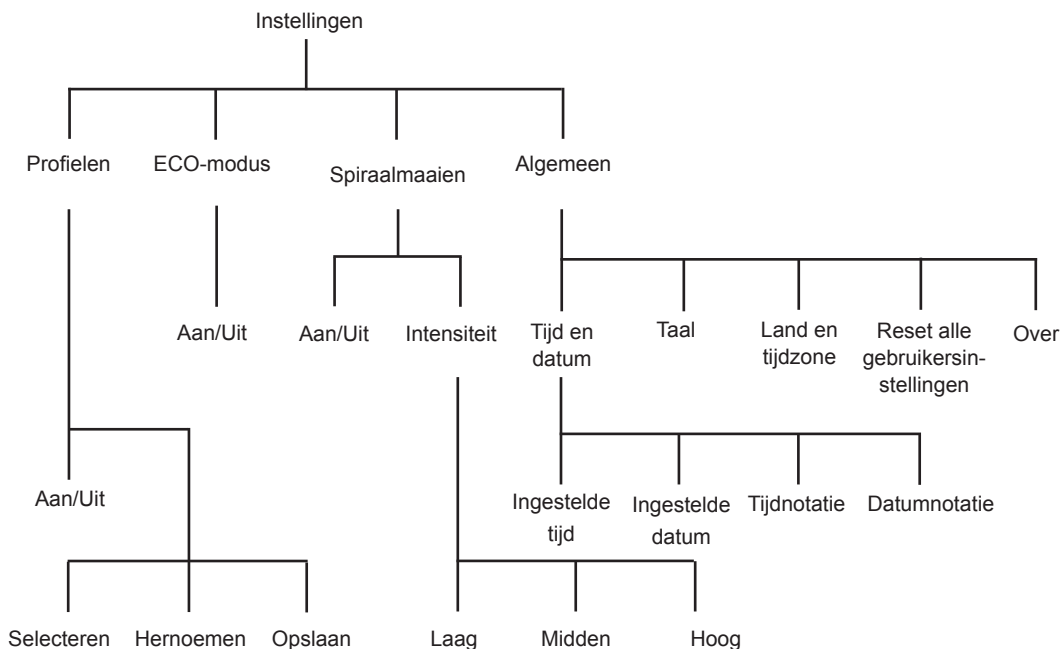 Instellingen
Profielen
ECO-modus
Spiraalmaaien
Algemeen
Aan/Uit
Aan/Uit
Intensiteit
Tijd en
datum
Taal
Land en
tijdzone
Reset alle
gebruikersin-
stellingen
Over
Aan/Uit
Ingestelde
tijd
Ingestelde
datum
Tijdnotatie
Datumnotatie
Selecteren
Hernoemen
Opslaan
Laag
Midden
Hoog